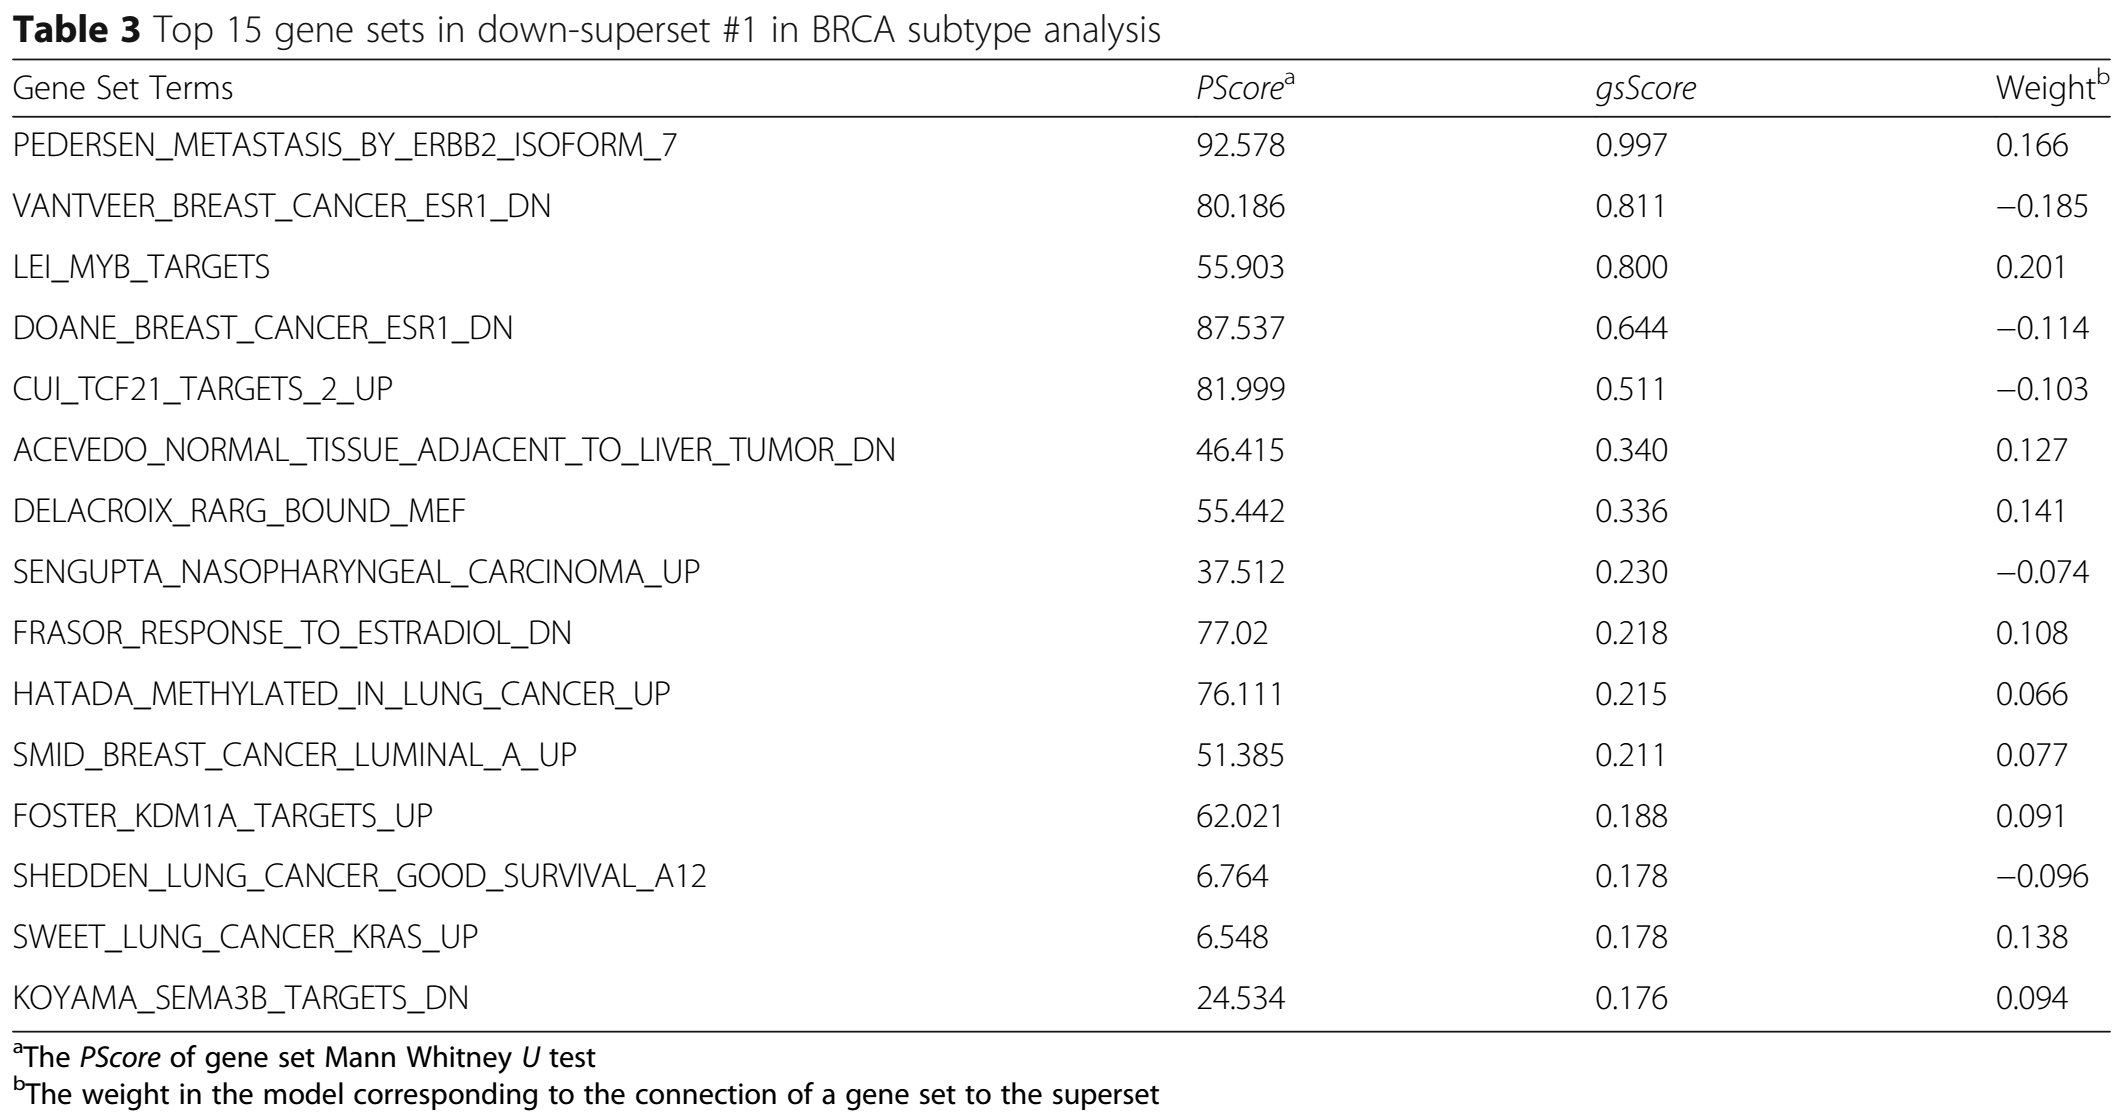 Table 3 Top 15 gene sets in down-superset #1 in BRCA subtype analysis
Gene Set Terms PScoreᵃ gsScore Weightᵇ
PEDERSEN_METASTASIS_BY_ERBB2_ISOFORM_7 92.578 0.997 0.166
VANTVEER_BREAST_CANCER_ESR1_DN 80.186 0.811 −0.185
LEI_MYB_TARGETS 55.903 0.800 0.201
DOANE_BREAST_CANCER_ESR1_DN 87.537 0.644 −0.114
CUI_TCF21_TARGETS_2_UP 81.999 0.511 −0.103
ACEVEDO_NORMAL_TISSUE_ADJACENT_TO_LIVER_TUMOR_DN 46.415 0.340 0.127
DELACROIX_RARG_BOUND_MEF 55.442 0.336 0.141
SENGUPTA_NASOPHARYNGEAL_CARCINOMA_UP 37.512 0.230 −0.074
FRASOR_RESPONSE_TO_ESTRADIOL_DN 77.02 0.218 0.108
HATADA_METHYLATED_IN_LUNG_CANCER_UP 76.111 0.215 0.066
SMID_BREAST_CANCER_LUMINAL_A_UP 51.385 0.211 0.077
FOSTER_KDM1A_TARGETS_UP 62.021 0.188 0.091
SHEDDEN_LUNG_CANCER_GOOD_SURVIVAL_A12 6.764 0.178 −0.096
SWEET_LUNG_CANCER_KRAS_UP 6.548 0.178 0.138
KOYAMA_SEMA3B_TARGETS_DN 24.534 0.176 0.094
ᵃThe PScore of gene set Mann Whitney U test
ᵇThe weight in the model corresponding to the connection of a gene set to the superset